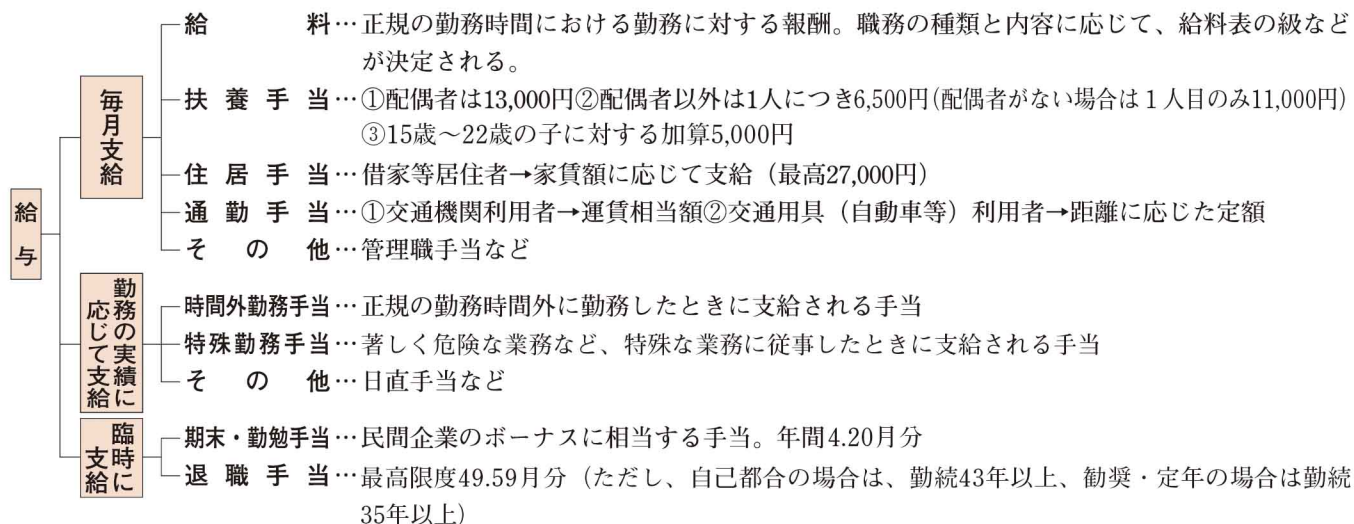 給与
毎月支給
給料…正規の勤務時間における勤務に対する報酬。職務の種類と内容に応じて、給料表の級など
が決定される。
扶養手当…①配偶者は13,000円②配偶者以外は1人につき6,500円(配偶者がない場合は１人目のみ11,000円)
③15歳〜22歳の子に対する加算5,000円
住居手当…借家等居住者→家賃額に応じて支給（最高27,000円）
通勤手当…①交通機関利用者→運賃相当額②交通用具（自動車等）利用者→距離に応じた定額
その他…管理職手当など
勤務の実績に
応じて支給
時間外勤務手当…正規の勤務時間外に勤務したときに支給される手当
特殊勤務手当…著しく危険な業務など、特殊な業務に従事したときに支給される手当
その他…日直手当など
臨時に
支給
期末・勤勉手当…民間企業のボーナスに相当する手当。年間4.20月分
退職手当…最高限度49.59月分（ただし、自己都合の場合は、勤続43年以上、勧奨・定年の場合は勤続
35年以上）